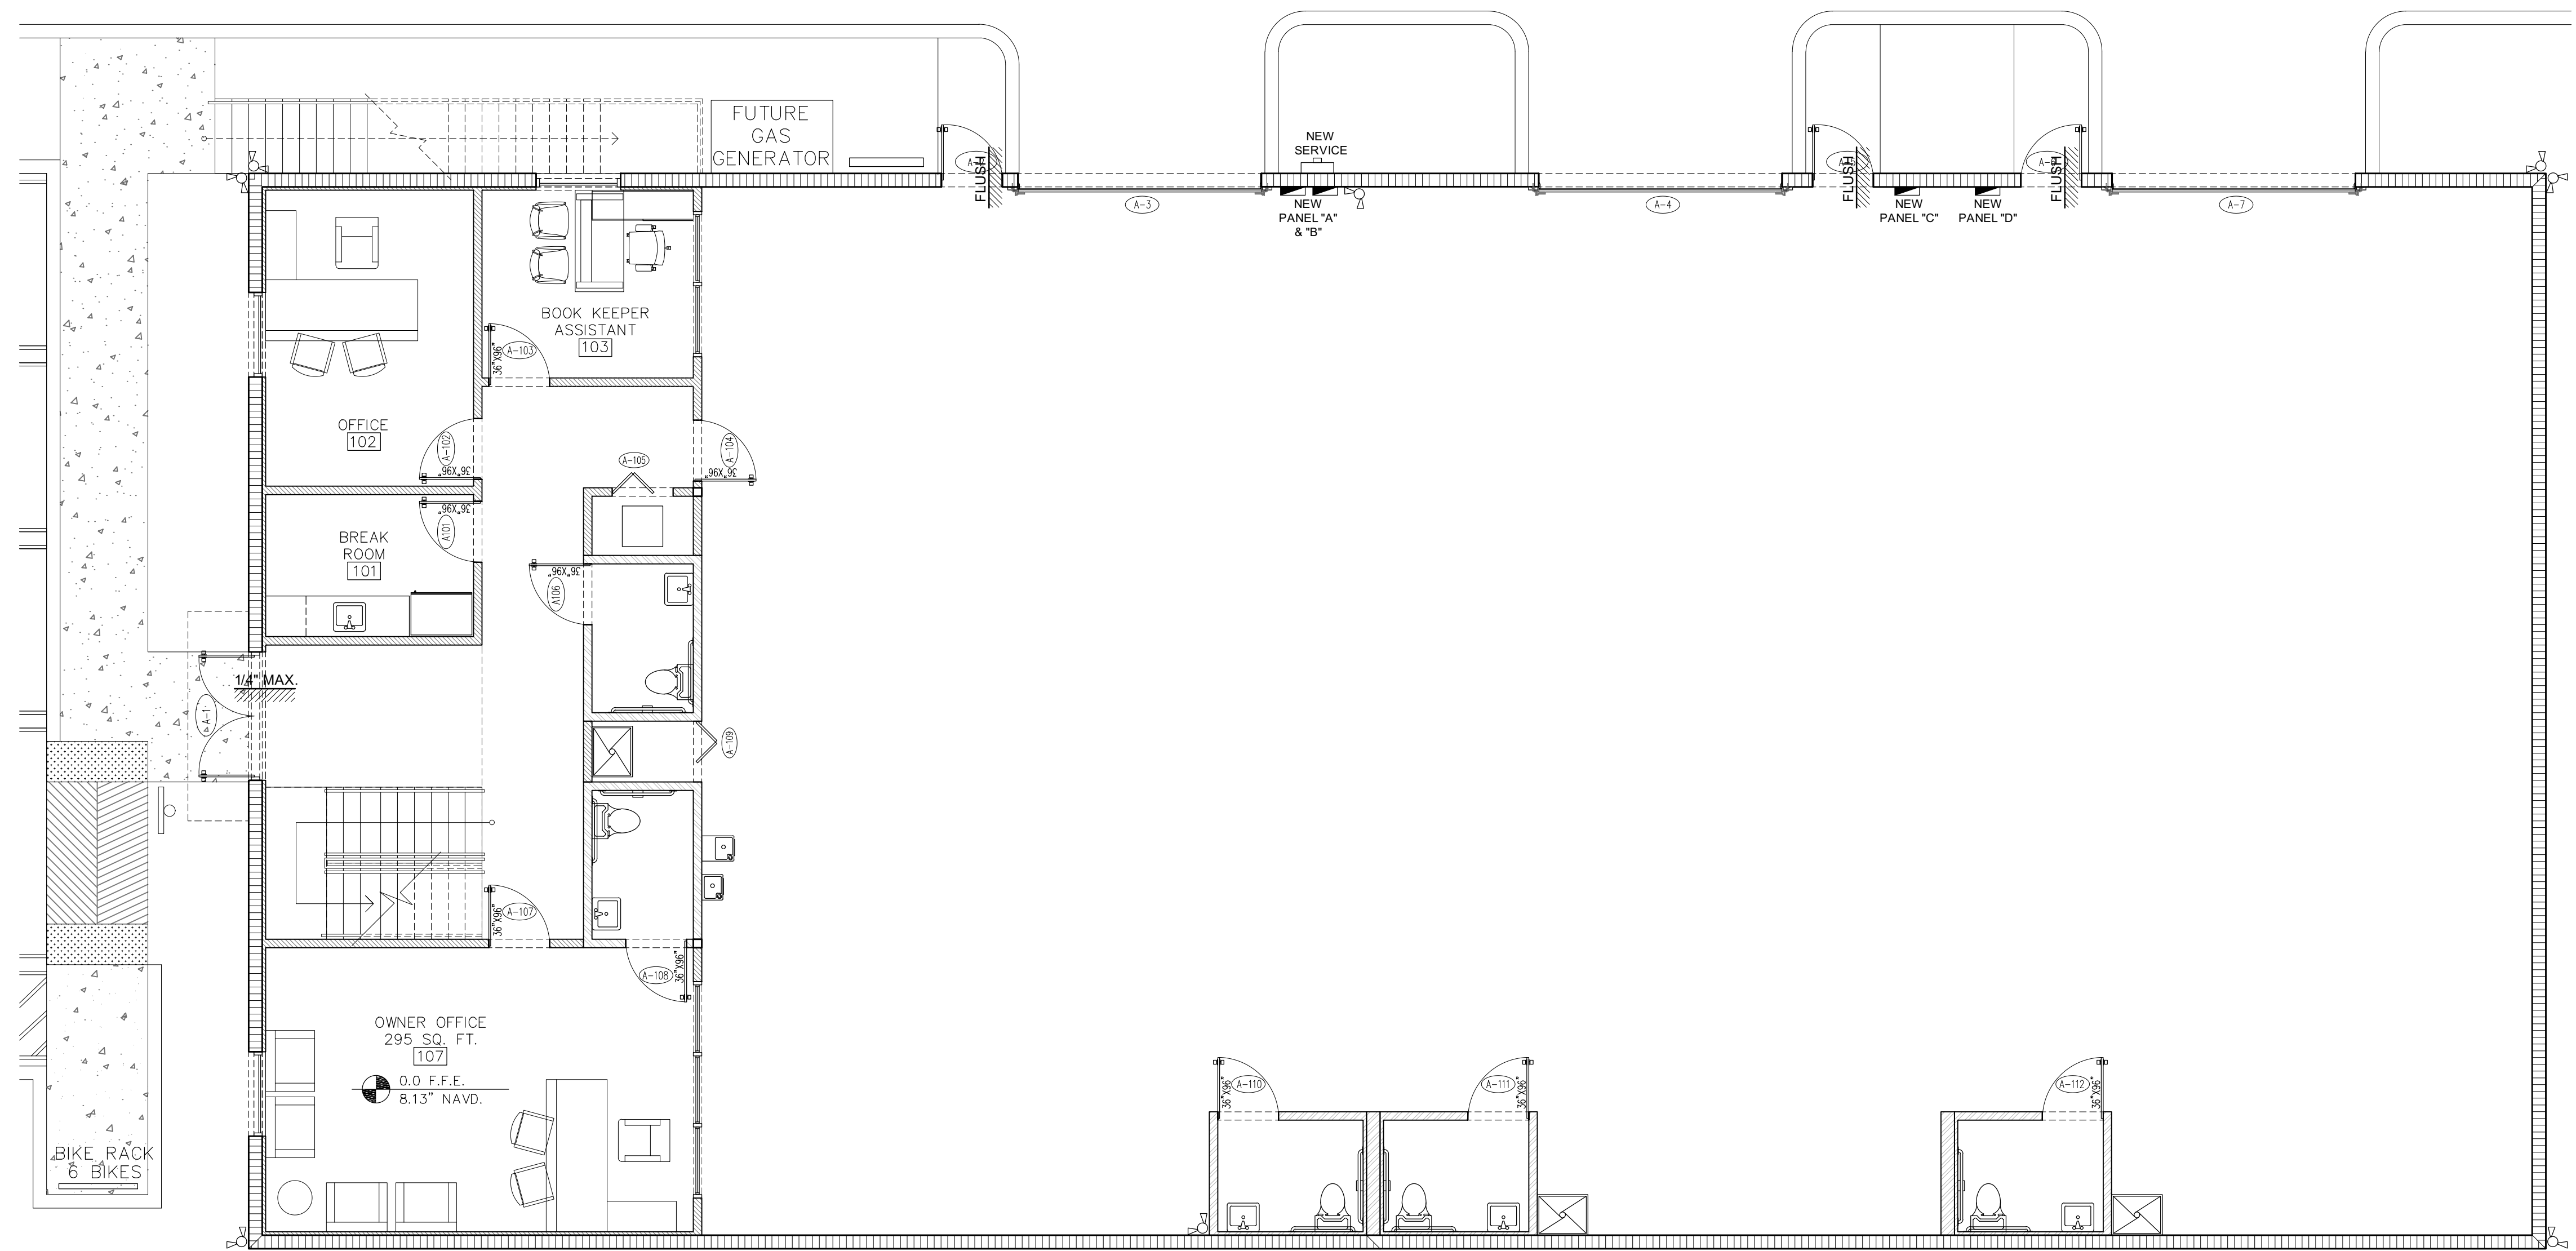 FUTURE
GAS
GENERATOR
FLUSH
NEW
SERVICE
NEW
PANEL "A"
& "B"
A-3
A-4
FLUSH
NEW
PANEL "C"
NEW
PANEL "D"
FLUSH
A-7
BOOK KEEPER
ASSISTANT
103
A-103
36"X96"
OFFICE
102
A-102
36"X96"
A-104
36"X96"
A-105
BREAK
ROOM
101
A101
36"X96"
A106
36"X96"
1/4" MAX.
A-1
A-109
A-107
36"X96"
A-108
36"X96"
OWNER OFFICE
295 SQ. FT.
107
0.0 F.F.E.
8.13" NAVD.
BIKE RACK
6 BIKES
A-110
36"X96"
A-111
36"X96"
A-112
36"X96"